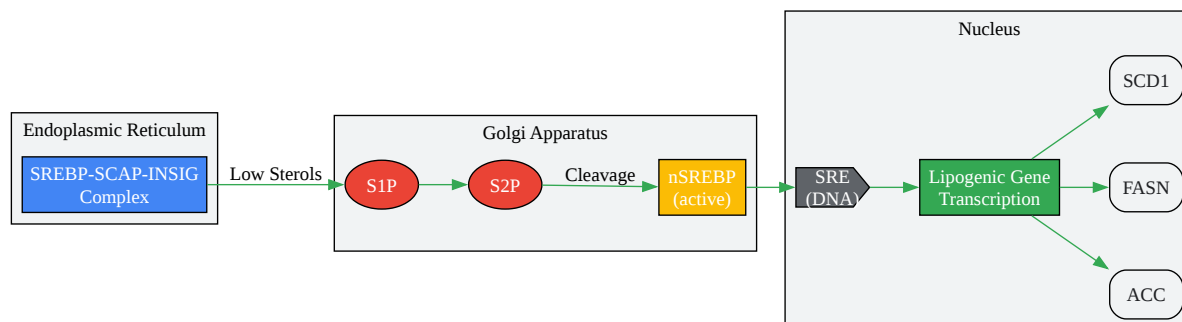 Endoplasmic Reticulum
SREBP-SCAP-INSIG
Complex
Low Sterols
Golgi Apparatus
S1P
S2P
Cleavage
nSREBP
(active)
Nucleus
SRE
(DNA)
Lipogenic Gene
Transcription
SCD1
FASN
ACC